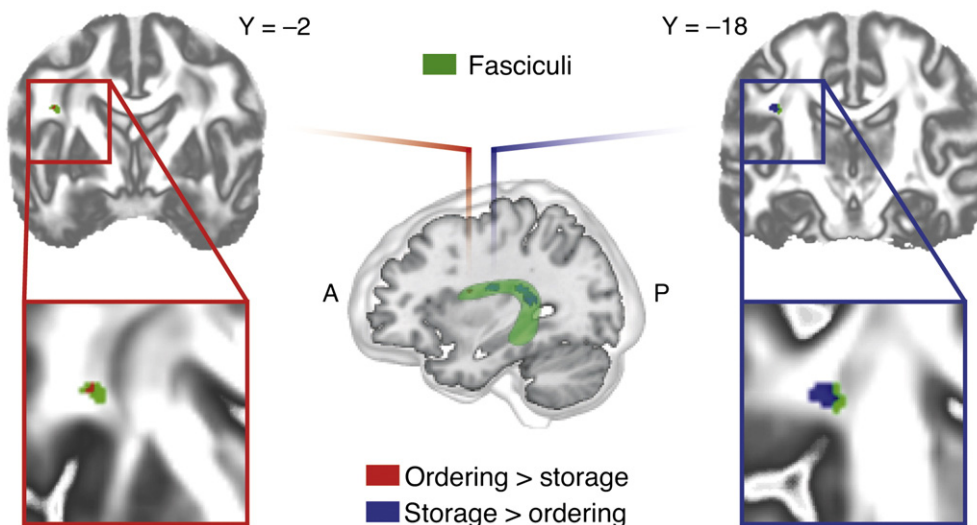 Y = −2
Y = −18
Fasciculi
A
P
Ordering > storage
Storage > ordering